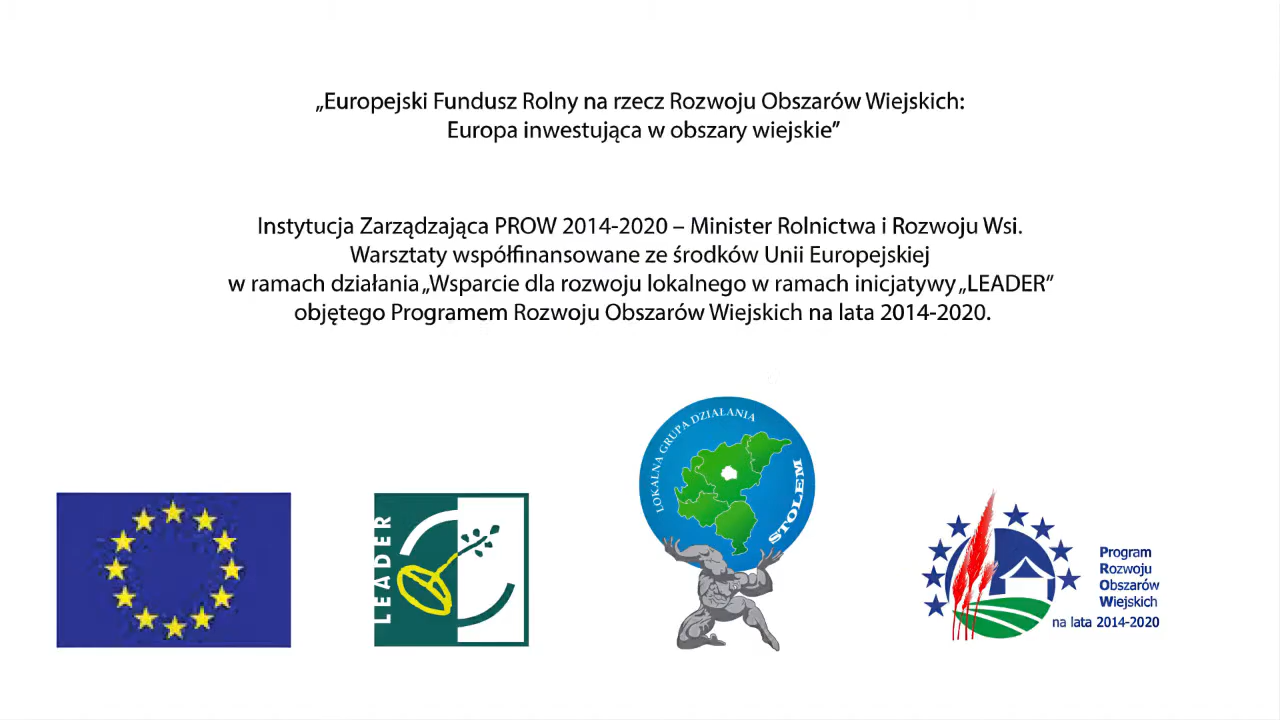 „Europejski Fundusz Rolny na rzecz Rozwoju Obszarów Wiejskich:
Europa inwestująca w obszary wiejskie”
Instytucja Zarządzająca PROW 2014-2020 – Minister Rolnictwa i Rozwoju Wsi.
Warsztaty współfinansowane ze środków Unii Europejskiej
w ramach działania „Wsparcie dla rozwoju lokalnego w ramach inicjatywy „LEADER”
objętego Programem Rozwoju Obszarów Wiejskich na lata 2014-2020.
LEADER
LOKALNA GRUPA DZIAŁANIA
STOLEM
Program
Rozwoju
Obszarów
Wiejskich
na lata 2014-2020